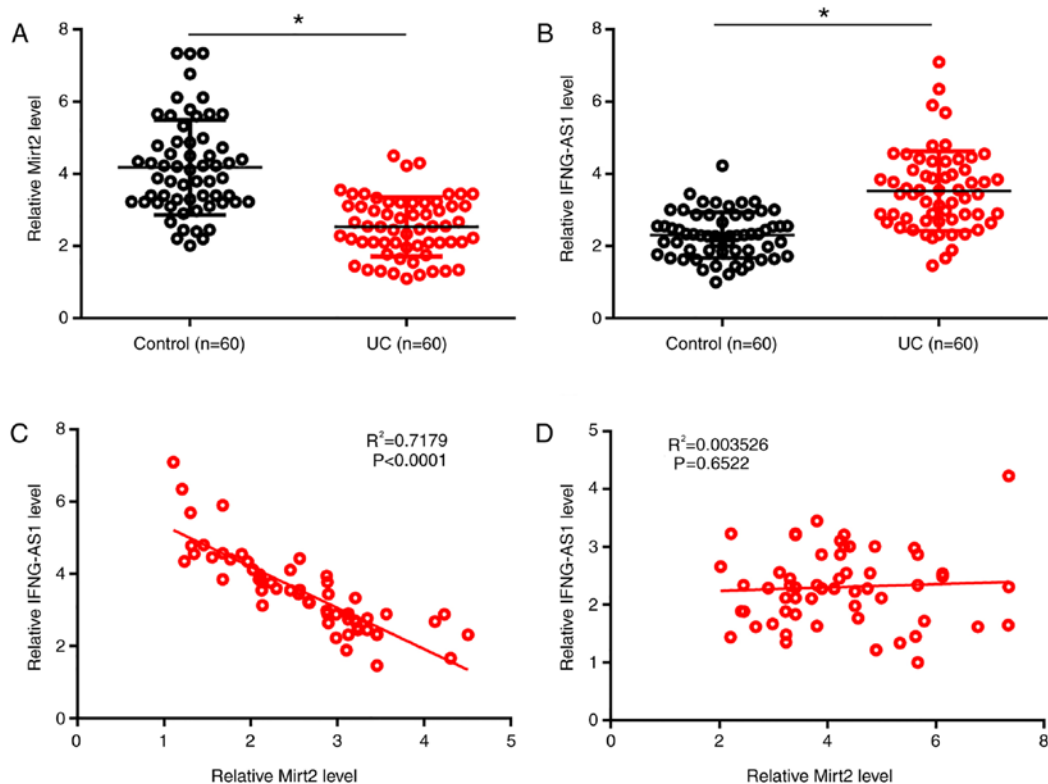 A
Relative Mirt2 level
8
6
4
2
0
*
Control (n=60)
UC (n=60)
B
Relative IFNG-AS1 level
8
6
4
2
0
*
Control (n=60)
UC (n=60)
C
Relative IFNG-AS1 level
8
6
4
2
0
R²=0.7179
P<0.0001
0
1
2
3
4
5
Relative Mirt2 level
D
Relative IFNG-AS1 level
5
4
3
2
1
0
R²=0.003526
P=0.6522
0
2
4
6
8
Relative Mirt2 level